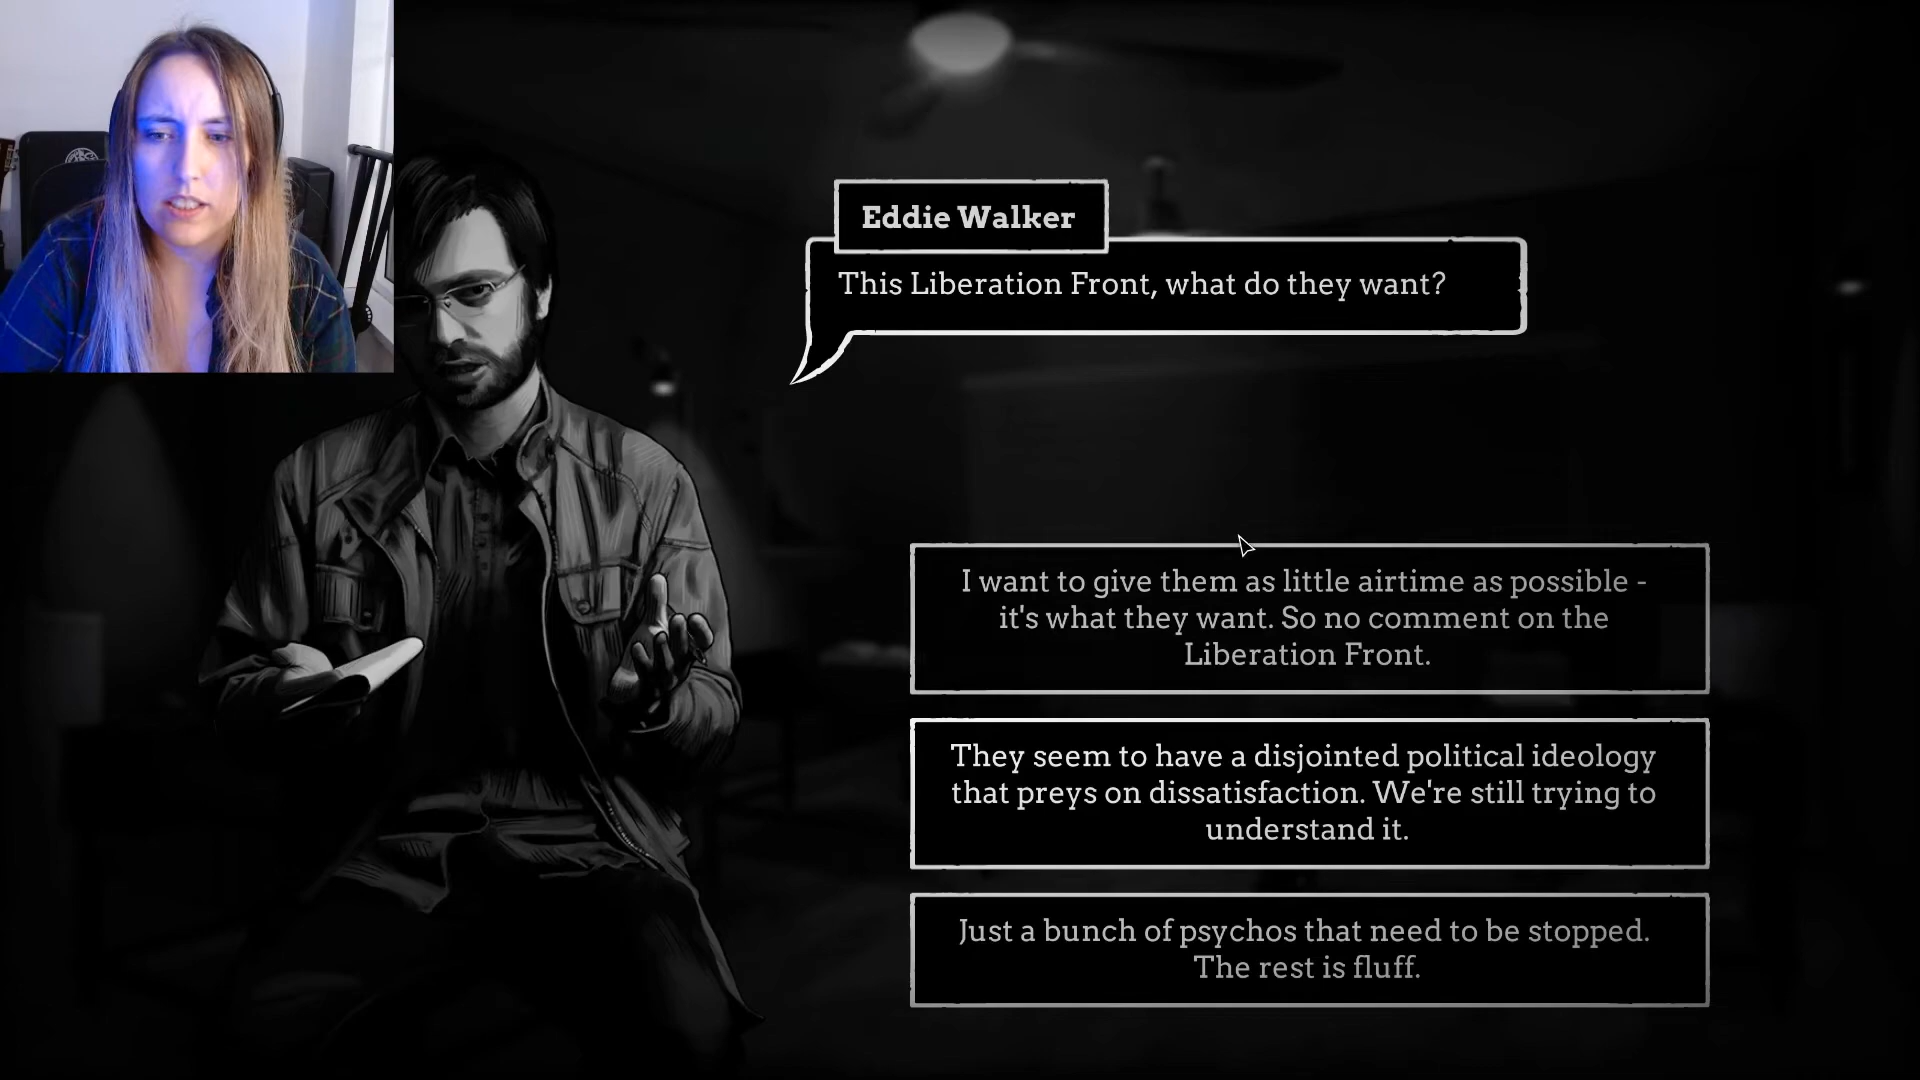 Eddie Walker
This Liberation Front, what do they want?
I want to give them as little airtime as possible -
it's what they want. So no comment on the
Liberation Front.
They seem to have a disjointed political ideology
that preys on dissatisfaction. We're still trying to
understand it.
Just a bunch of psychos that need to be stopped.
The rest is fluff.